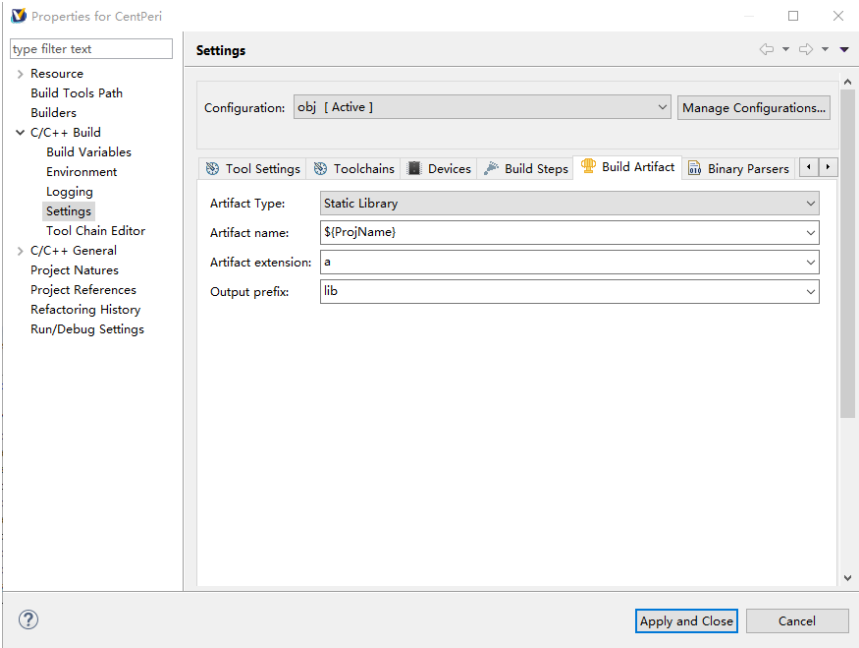 Properties for CentPeri
type filter text
Settings
Resource
Build Tools Path
Builders
C/C++ Build
Build Variables
Environment
Logging
Settings
Tool Chain Editor
C/C++ General
Project Natures
Project References
Refactoring History
Run/Debug Settings
Configuration: obj [ Active ] Manage Configurations...
Tool Settings Toolchains Devices Build Steps Build Artifact 010 Binary Parsers
Artifact Type: Static Library
Artifact name: ${ProjName}
Artifact extension: a
Output prefix: lib
? Apply and Close Cancel